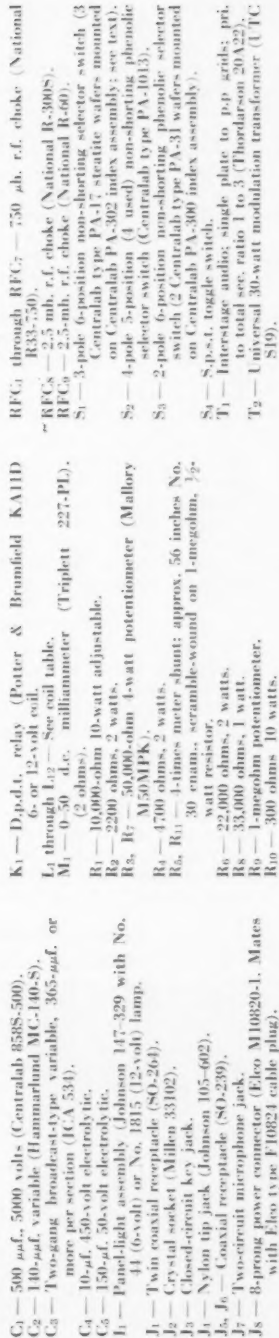 C₁ — 500 μμf., 5000 volts (Centralab 858S-500).
C₂ — 140-μμf. variable (Hammarlund MC-140-S).
C₃ — Two-gang broadcast-type variable, 365-μμf. or
more per section (ICA 534).
C₄ — 10-μf. 450-volt electrolytic.
C₅ — 150-μf. 50-volt electrolytic.
I₁ — Panel-light assembly (Johnson 147-329 with No.
44 (6-volt) or No. 1815 (12-volt) lamp.
J₁ — Twin coaxial receptacle (SO-264).
J₂ — Crystal socket (Millen 33102).
J₃ — Closed-circuit key jack.
J₄ — Nylon tip jack (Johnson 105-602).
J₅, J₆ — Coaxial receptacle (SO-239).
J₇ — Two-circuit microphone jack.
J₈ — 8-prong power connector (Elco M10820-1. Mates
with Elco type F10821 cable plug).
K₁ — D.p.d.t. relay (Potter & Brumfield KA11D
6- or 12-volt coil.
L₁ through L₁₂ — See coil table.
M₁ — 0–50 d.c. milliammeter (Triplett 227-PL).
(2 ohms).
R₁ — 10,000-ohm 10-watt adjustable.
R₂ — 2200 ohms, 2 watts.
R₃, R₇ — 50,000-ohm 4-watt potentiometer (Mallory
M50MPK).
R₄ — 4700 ohms, 2 watts.
R₅, R₁₁ — 4-times meter shunt; approx. 56 inches No.
30 enam., scramble-wound on 1-megohm, ½-
watt resistor.
R₆ — 22,000 ohms, 2 watts.
R₈ — 33,000 ohms, 1 watt.
R₉ — 1-megohm potentiometer.
R₁₀ — 300 ohms 10 watts.
RFC₁ through RFC₇ — 750 μh. r.f. choke (National
R33-750).
RFC₈ — 2.5 mh. r.f. choke (National R-300S).
RFC₉ — 2.5-mh. r.f. choke (National R-60).
S₁ — 3-pole 6-position non-shorting selector switch (3
Centralab type PA-17 steatite wafers mounted
on Centralab PA-302 index assembly; see text).
S₂ — 4-pole 5-position (4 used) non-shorting phenolic
selector switch (Centralab type PA-1013).
S₃ — 2-pole 6-position non-shorting phenolic selector
switch (2 Centralab type PA-31 wafers mounted
on Centralab PA-300 index assembly).
S₄ — S.p.s.t. toggle switch.
T₁ — Interstage audio; single plate to p.p grids; pri.
to total sec. ratio 1 to 3 (Thordarson 20A22).
T₂ — Universal 30-watt modulation transformer (UTC
S19).